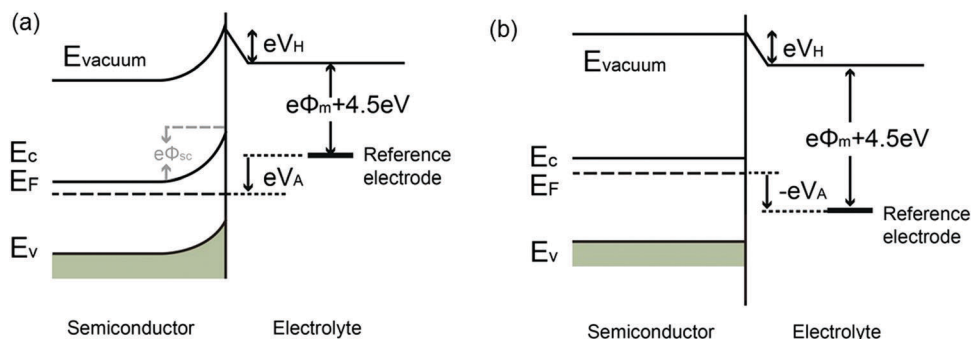 (a)
Evacuum
eVH
eΦm+4.5eV
eΦsc
Ec
EF
Reference
electrode
eVA
Ev
Semiconductor
Electrolyte
(b)
Evacuum
eVH
eΦm+4.5eV
Ec
EF
-eVA
Reference
electrode
Ev
Semiconductor
Electrolyte